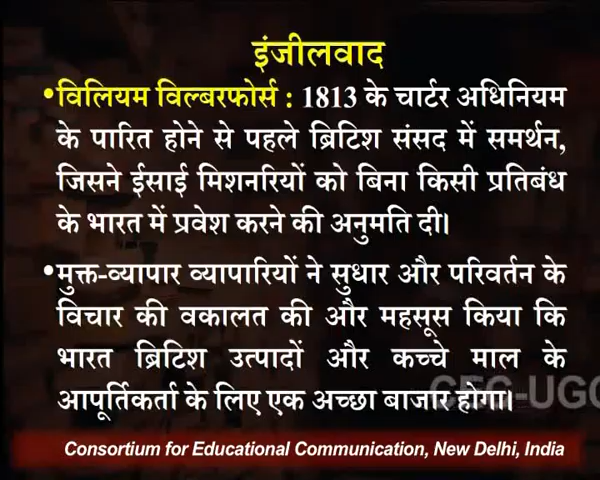 इंजीलवाद
•विलियम विल्बरफोर्स : 1813 के चार्टर अधिनियम
के पारित होने से पहले ब्रिटिश संसद में समर्थन,
जिसने ईसाई मिशनरियों को बिना किसी प्रतिबंध
के भारत में प्रवेश करने की अनुमति दी।
•मुक्त-व्यापार व्यापारियों ने सुधार और परिवर्तन के
विचार की वकालत की और महसूस किया कि
भारत ब्रिटिश उत्पादों और कच्चे माल के
आपूर्तिकर्ता के लिए एक अच्छा बाजार होगा।
CEC-UGC
Consortium for Educational Communication, New Delhi, India